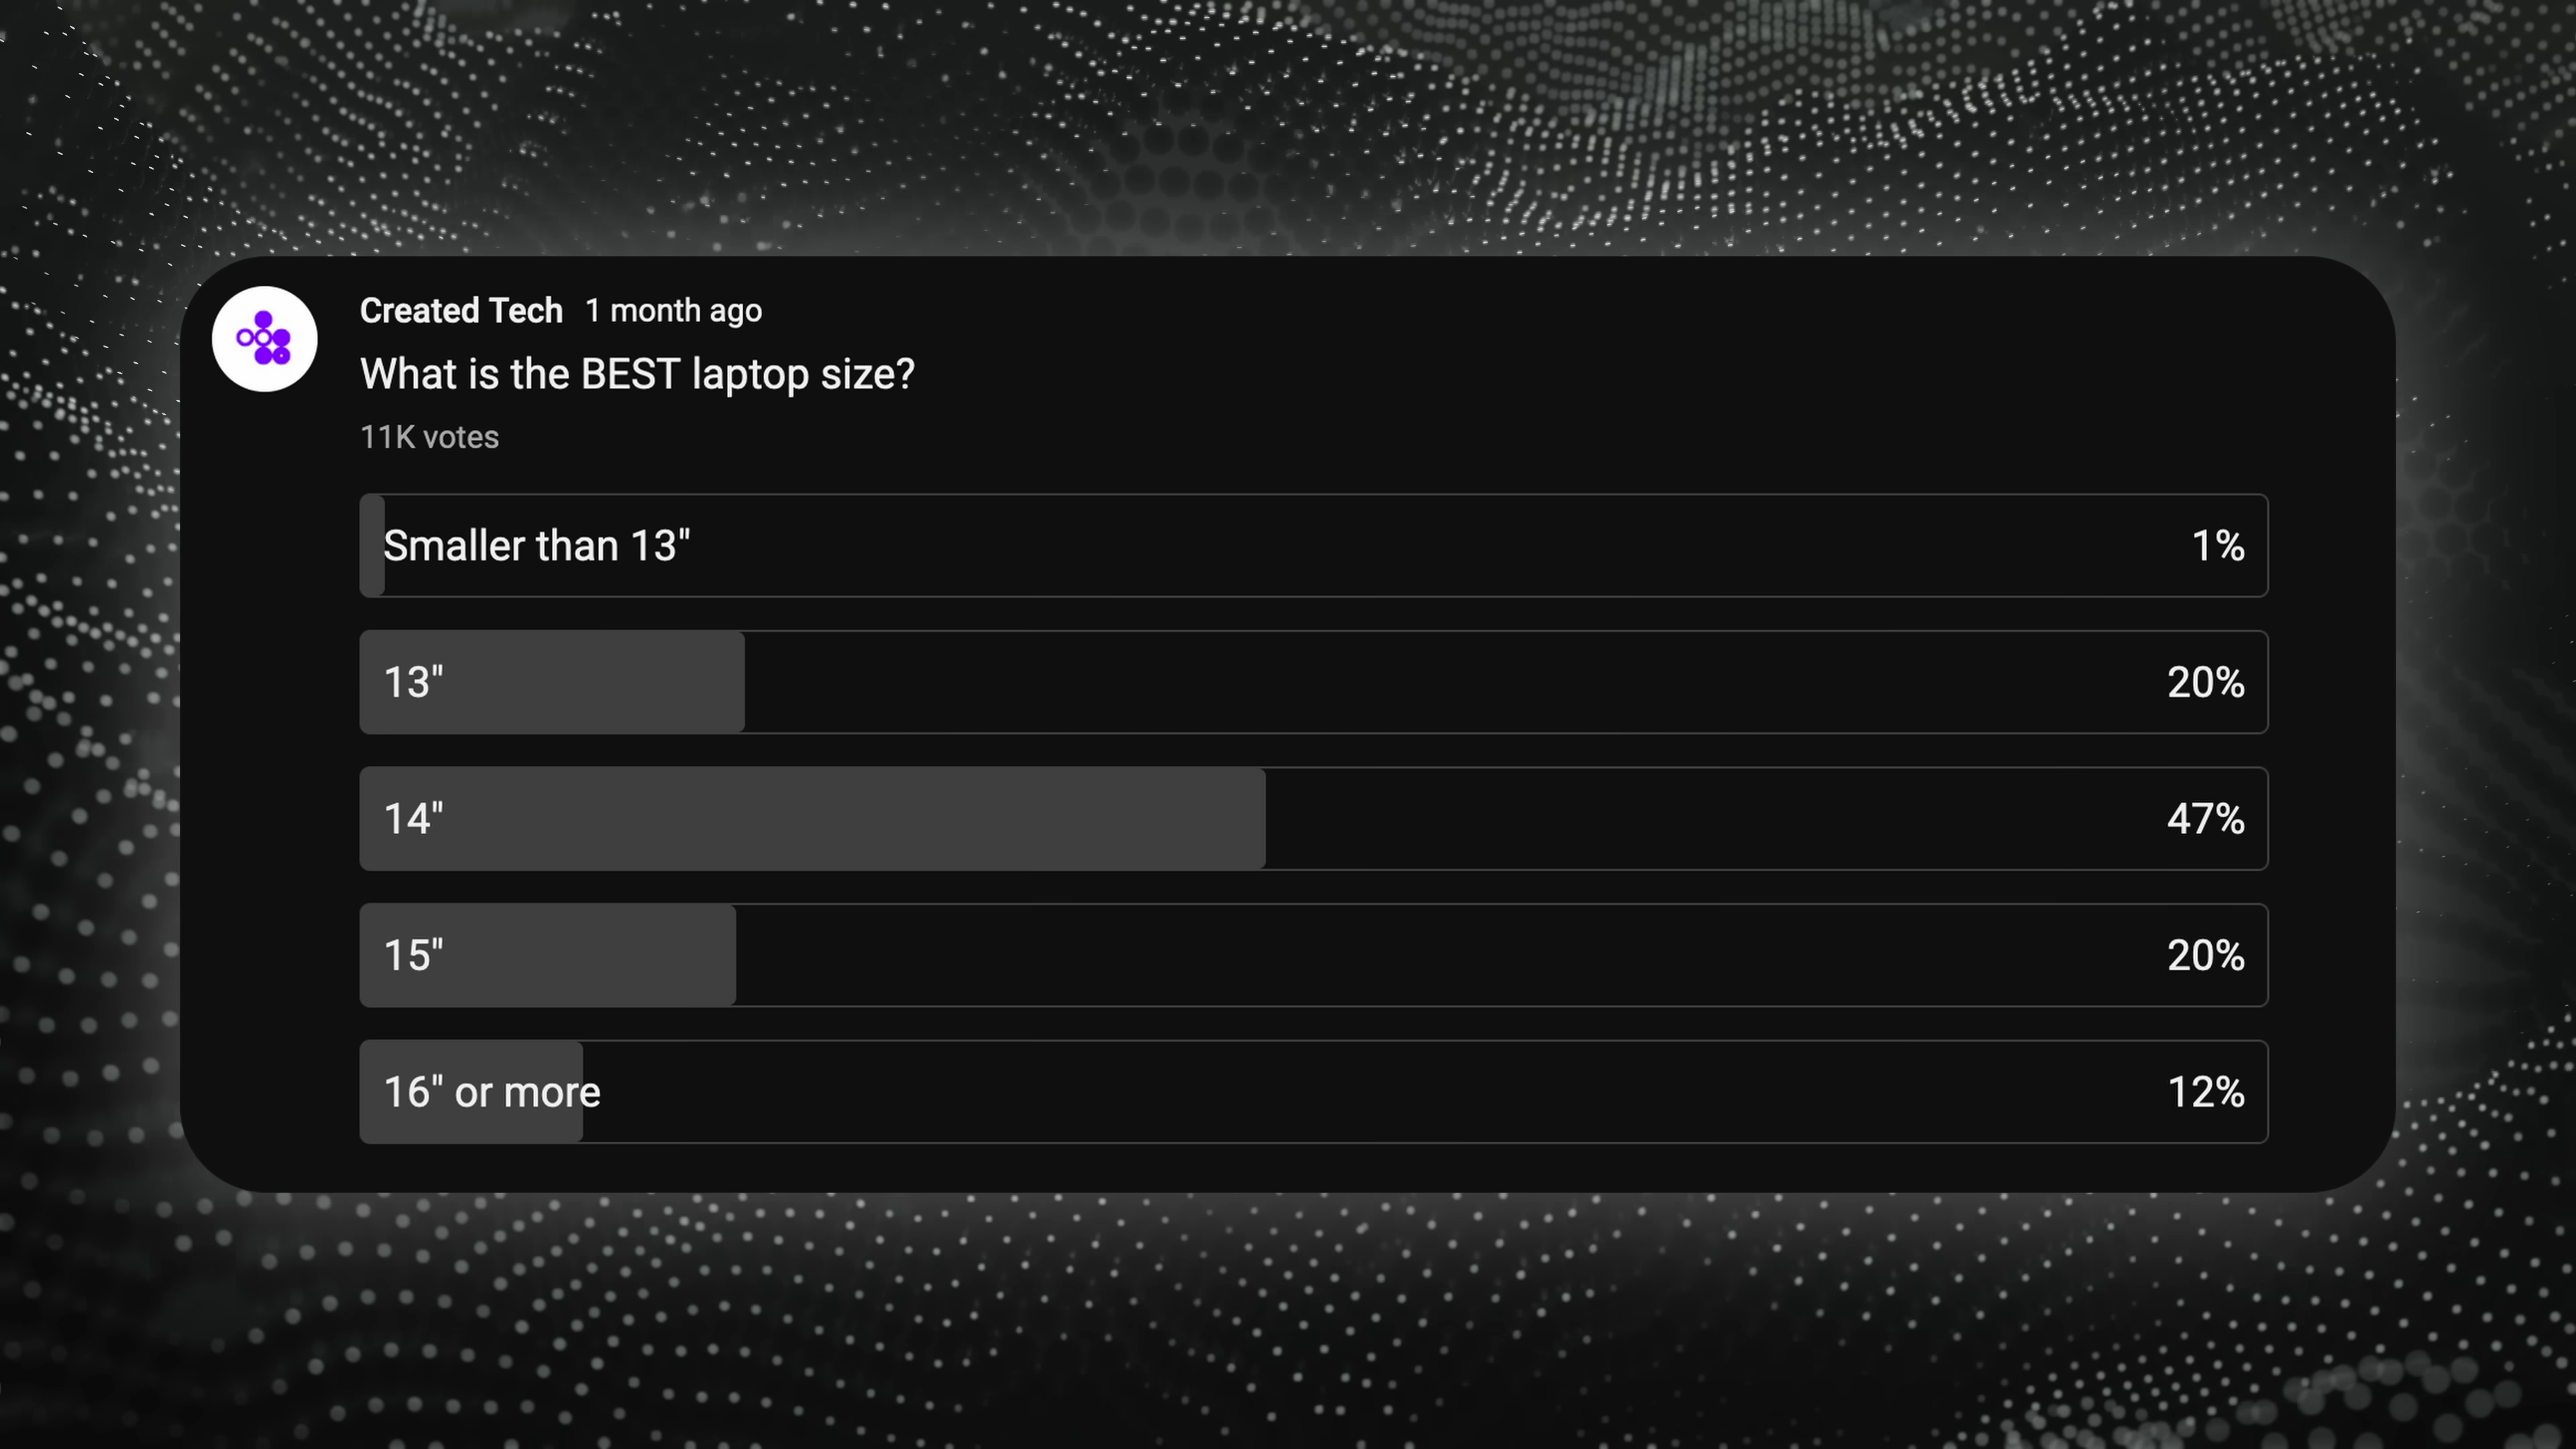 Created Tech 1 month ago
What is the BEST laptop size?
11K votes
Smaller than 13" 1%
13" 20%
14" 47%
15" 20%
16" or more 12%